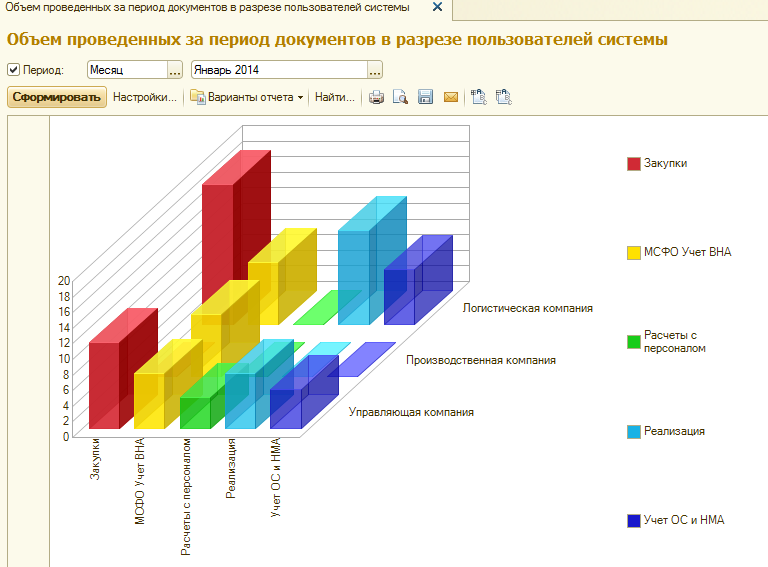 Объем проведенных за период документов в разрезе пользователей системы
Объем проведенных за период документов в разрезе пользователей системы
Период: Месяц ... Январь 2014 ...
Сформировать Настройки... Варианты отчета Найти...
Закупки
МСФО Учет ВНА
Расчеты с
персоналом
Реализация
Учет ОС и НМА
20
18
16
14
12
10
8
6
4
2
0
Логистическая компания
Производственная компания
Управляющая компания
Закупки
МСФО Учет ВНА
Расчеты с персоналом
Реализация
Учет ОС и НМА